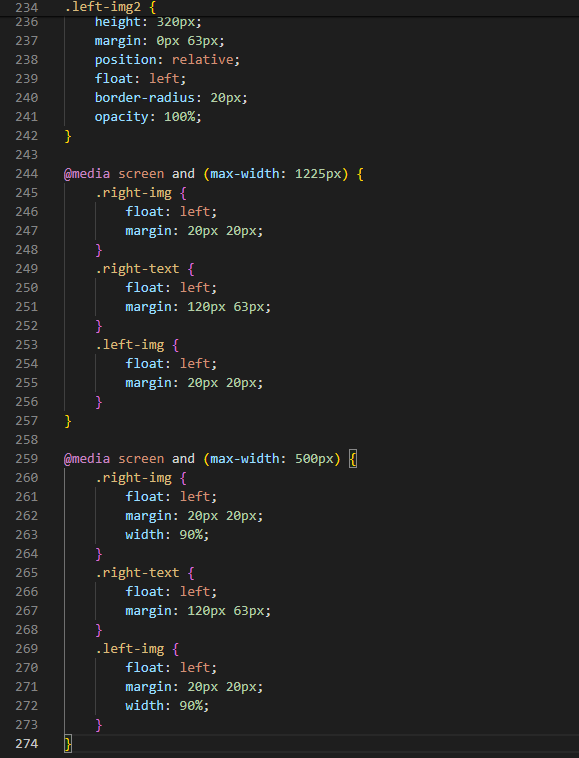 234 .left-img2 {
236     height: 320px;
237     margin: 0px 63px;
238     position: relative;
239     float: left;
240     border-radius: 20px;
241     opacity: 100%;
242 }
243
244 @media screen and (max-width: 1225px) {
245     .right-img {
246         float: left;
247         margin: 20px 20px;
248     }
249     .right-text {
250         float: left;
251         margin: 120px 63px;
252     }
253     .left-img {
254         float: left;
255         margin: 20px 20px;
256     }
257 }
258
259 @media screen and (max-width: 500px) {
260     .right-img {
261         float: left;
262         margin: 20px 20px;
263         width: 90%;
264     }
265     .right-text {
266         float: left;
267         margin: 120px 63px;
268     }
269     .left-img {
270         float: left;
271         margin: 20px 20px;
272         width: 90%;
273     }
274 }